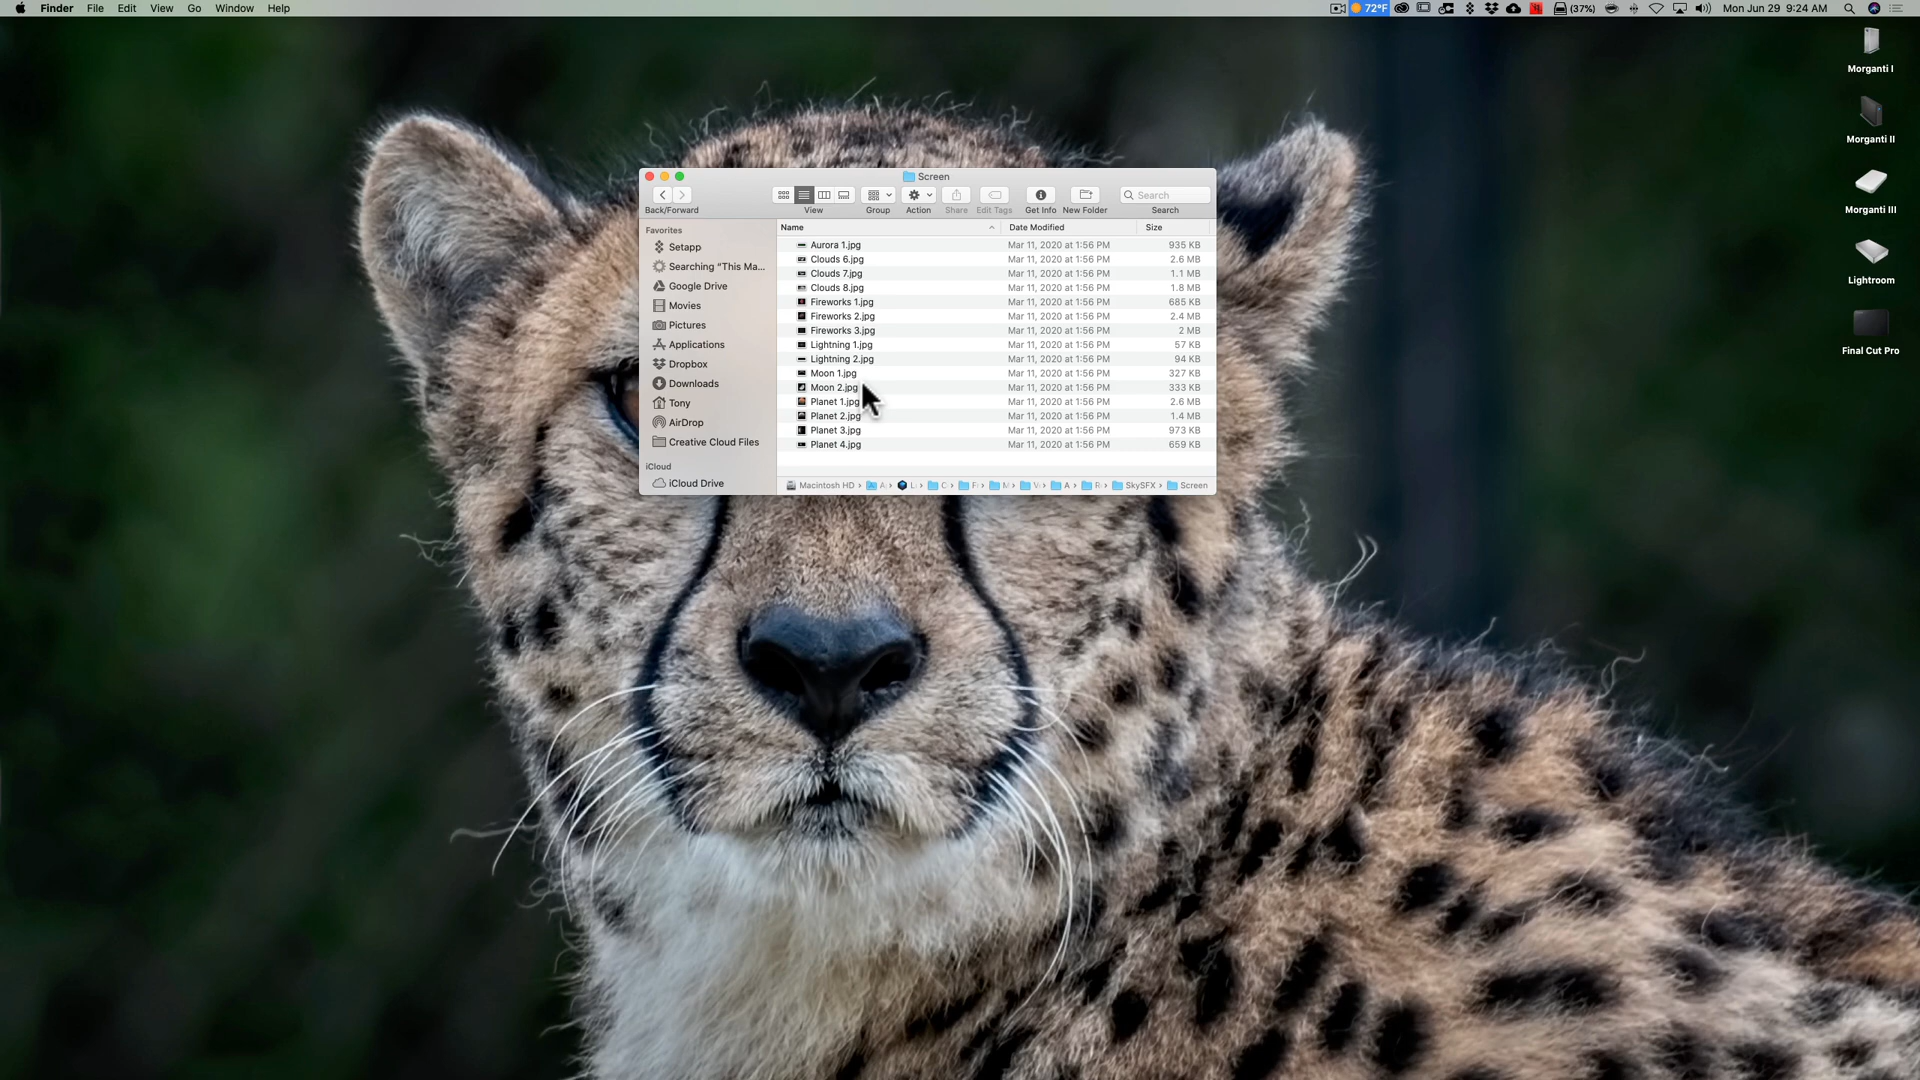 Finder File Edit View Go Window Help
72°F (37%) Mon Jun 29 9:24 AM
Morganti I
Morganti II
Morganti III
Lightroom
Final Cut Pro
Screen
Search
Back/Forward View Group Action Share Edit Tags Get Info New Folder Search
Favorites
Setapp
Searching “This Ma...
Google Drive
Movies
Pictures
Applications
Dropbox
Downloads
Tony
AirDrop
Creative Cloud Files
iCloud
iCloud Drive
Name Date Modified Size
Aurora 1.jpg Mar 11, 2020 at 1:56 PM 935 KB
Clouds 6.jpg Mar 11, 2020 at 1:56 PM 2.6 MB
Clouds 7.jpg Mar 11, 2020 at 1:56 PM 1.1 MB
Clouds 8.jpg Mar 11, 2020 at 1:56 PM 1.8 MB
Fireworks 1.jpg Mar 11, 2020 at 1:56 PM 685 KB
Fireworks 2.jpg Mar 11, 2020 at 1:56 PM 2.4 MB
Fireworks 3.jpg Mar 11, 2020 at 1:56 PM 2 MB
Lightning 1.jpg Mar 11, 2020 at 1:56 PM 57 KB
Lightning 2.jpg Mar 11, 2020 at 1:56 PM 94 KB
Moon 1.jpg Mar 11, 2020 at 1:56 PM 327 KB
Moon 2.jpg Mar 11, 2020 at 1:56 PM 333 KB
Planet 1.jpg Mar 11, 2020 at 1:56 PM 2.6 MB
Planet 2.jpg Mar 11, 2020 at 1:56 PM 1.4 MB
Planet 3.jpg Mar 11, 2020 at 1:56 PM 973 KB
Planet 4.jpg Mar 11, 2020 at 1:56 PM 659 KB
Macintosh HD › SkySFX › Screen